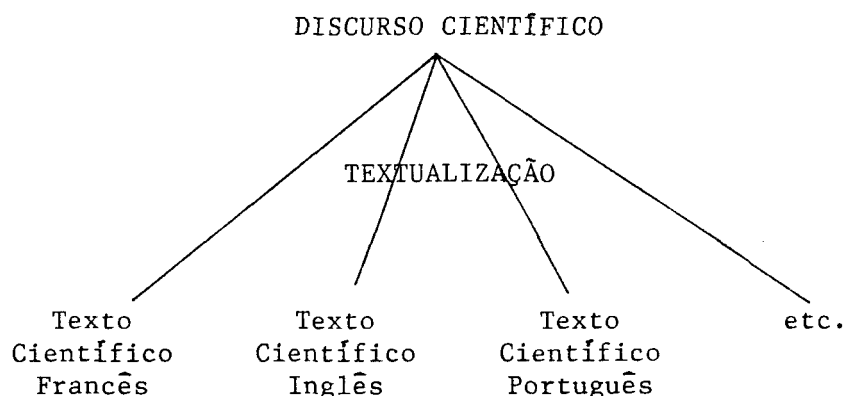 DISCURSO CIENTÍFICO
TEXTUALIZAÇÃO
Texto Texto Texto etc.
Científico Científico Científico
Francês Inglês Português